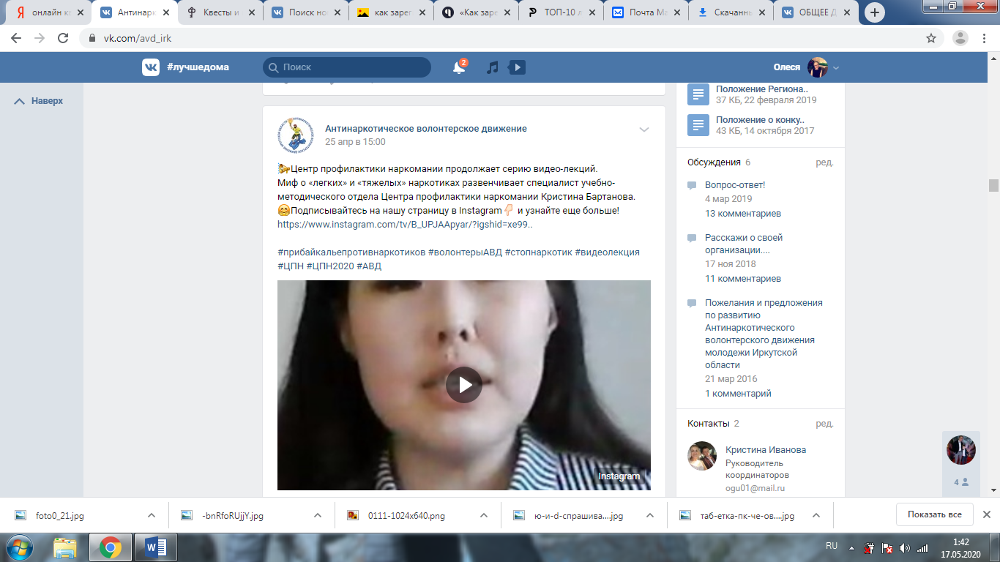 онлайн к
Антинарк
Квесты и
Поиск но
как заре
«Как заре
ТОП-10 л
Почта Ма
Скачанны
ОБЩЕЕ Д
vk.com/avd_irk
#лучшедома
Поиск
2
Олеся
Наверх
Положение Региона..
37 КБ, 22 февраля 2019
Положение о конку..
43 КБ, 14 октября 2017
Антинаркотическое волонтерское движение
25 апр в 15:00
Центр профилактики наркомании продолжает серию видео-лекций.
Миф о «легких» и «тяжелых» наркотиках развенчивает специалист учебно-
методического отдела Центра профилактики наркомании Кристина Бартанова.
Подписывайтесь на нашу страницу в Instagram и узнайте еще больше!
https://www.instagram.com/tv/B_UPJAApyar/?igshid=xe99..
#прибайкальепротивнаркотиков #волонтерыАВД #стопнаркотик #видеолекция
#ЦПН #ЦПН2020 #АВД
Instagram
Обсуждения 6
ред.
Вопрос-ответ!
4 мар 2019
13 комментариев
Расскажи о своей
организации....
17 ноя 2018
11 комментариев
Пожелания и предложения
по развитию
Антинаркотического
волонтерского движения
молодежи Иркутской
области
21 мар 2016
1 комментарий
Контакты 2
ред.
Кристина Иванова
Руководитель
координаторов
ogu01@mail.ru
4
foto0_21.jpg
-bnRfoRUjjY.jpg
0111-1024x640.png
ю-и-d-спрашива....jpg
таб-етка-пк-че-ов....jpg
Показать все
RU
1:42
17.05.2020